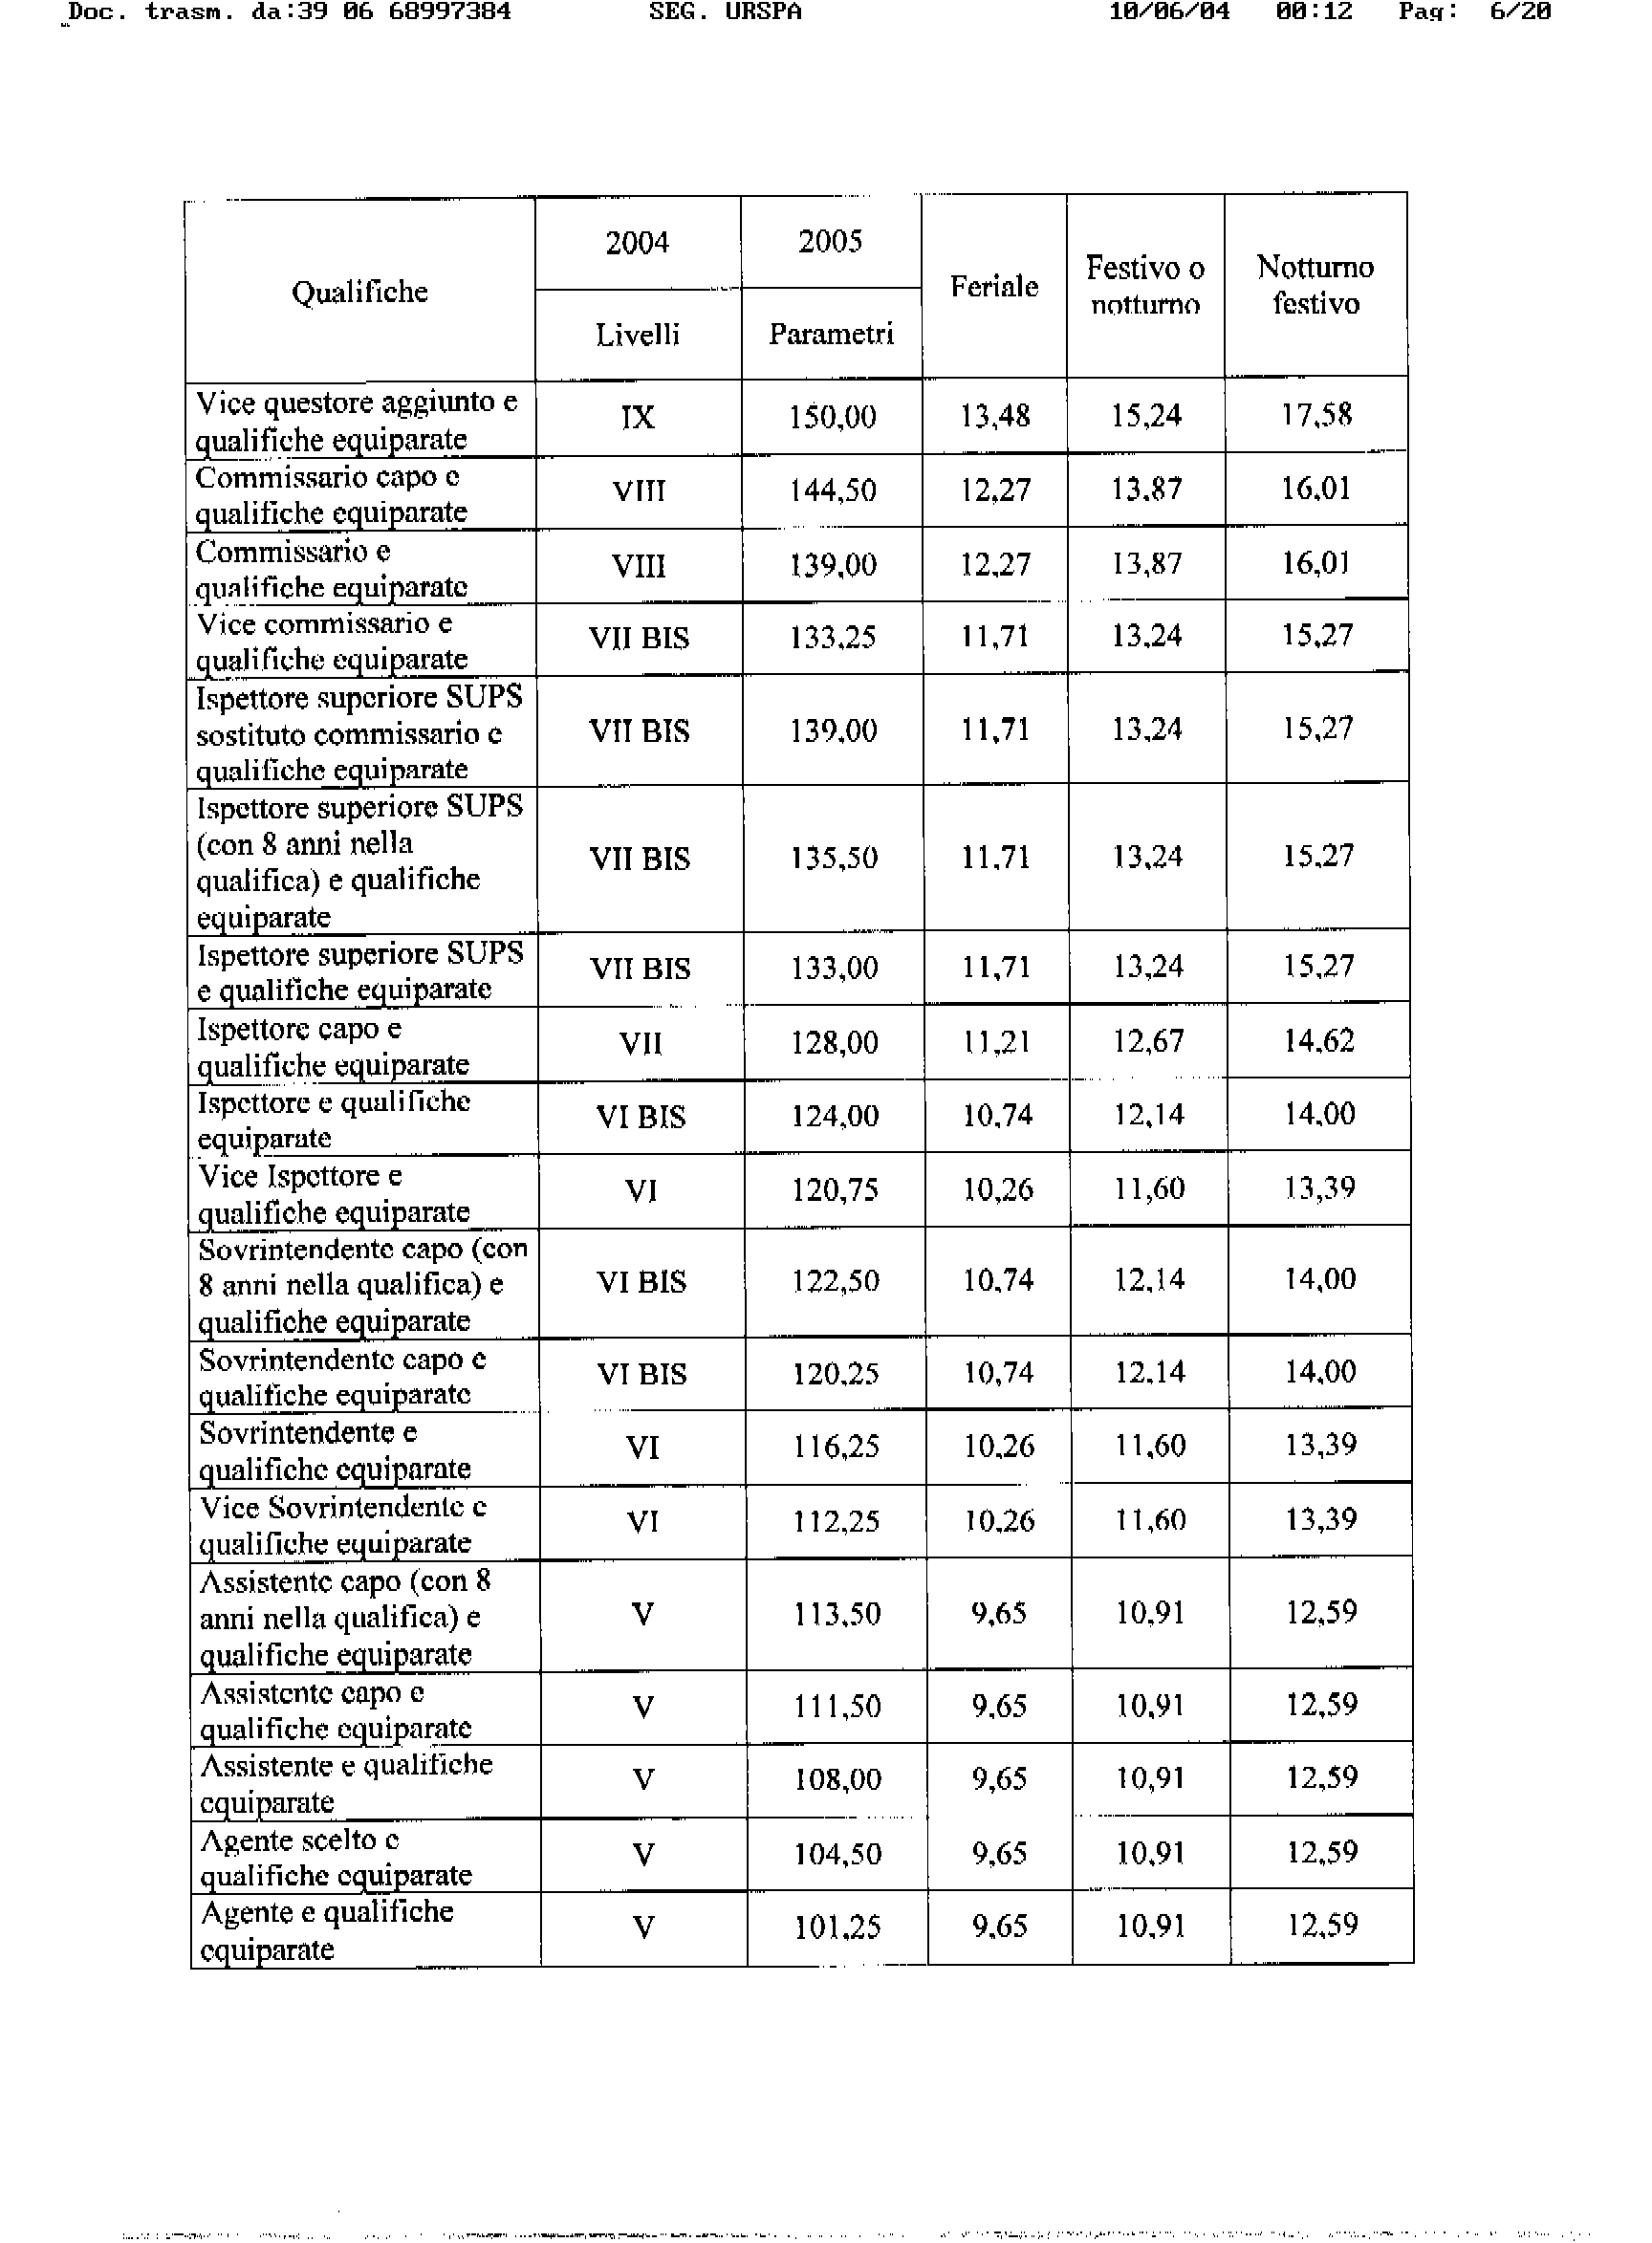 Doc. trasm. da:39 06 68997384 SEG. URSPA 10/06/04 00:12 Pag: 6/20
Qualifiche 2004 2005 Feriale Festivo o notturno Notturno festivo
Livelli Parametri
Vice questore aggiunto e
qualifiche equiparate IX 150,00 13,48 15,24 17,58
Commissario capo e
qualifiche equiparate VIII 144,50 12,27 13,87 16,01
Commissario e
qualifiche equiparate VIII 139,00 12,27 13,87 16,01
Vice commissario e
qualifiche equiparate VII BIS 133,25 11,71 13,24 15,27
Ispettore superiore SUPS
sostituto commissario e VII BIS 139,00 11,71 13,24 15,27
qualifiche equiparate
Ispettore superiore SUPS
(con 8 anni nella VII BIS 135,50 11,71 13,24 15,27
qualifica) e qualifiche
equiparate
Ispettore superiore SUPS
e qualifiche equiparate VII BIS 133,00 11,71 13,24 15,27
Ispettore capo e
qualifiche equiparate VII 128,00 11,21 12,67 14,62
Ispettore e qualifiche
equiparate VI BIS 124,00 10,74 12,14 14,00
Vice Ispettore e
qualifiche equiparate VI 120,75 10,26 11,60 13,39
Sovrintendente capo (con
8 anni nella qualifica) e VI BIS 122,50 10,74 12,14 14,00
qualifiche equiparate
Sovrintendente capo e
qualifiche equiparate VI BIS 120,25 10,74 12,14 14,00
Sovrintendente e
qualifiche equiparate VI 116,25 10,26 11,60 13,39
Vice Sovrintendente e
qualifiche equiparate VI 112,25 10,26 11,60 13,39
Assistente capo (con 8
anni nella qualifica) e V 113,50 9,65 10,91 12,59
qualifiche equiparate
Assistente capo e
qualifiche equiparate V 111,50 9,65 10,91 12,59
Assistente e qualifiche
equiparate V 108,00 9,65 10,91 12,59
Agente scelto e
qualifiche equiparate V 104,50 9,65 10,91 12,59
Agente e qualifiche
equiparate V 101,25 9,65 10,91 12,59